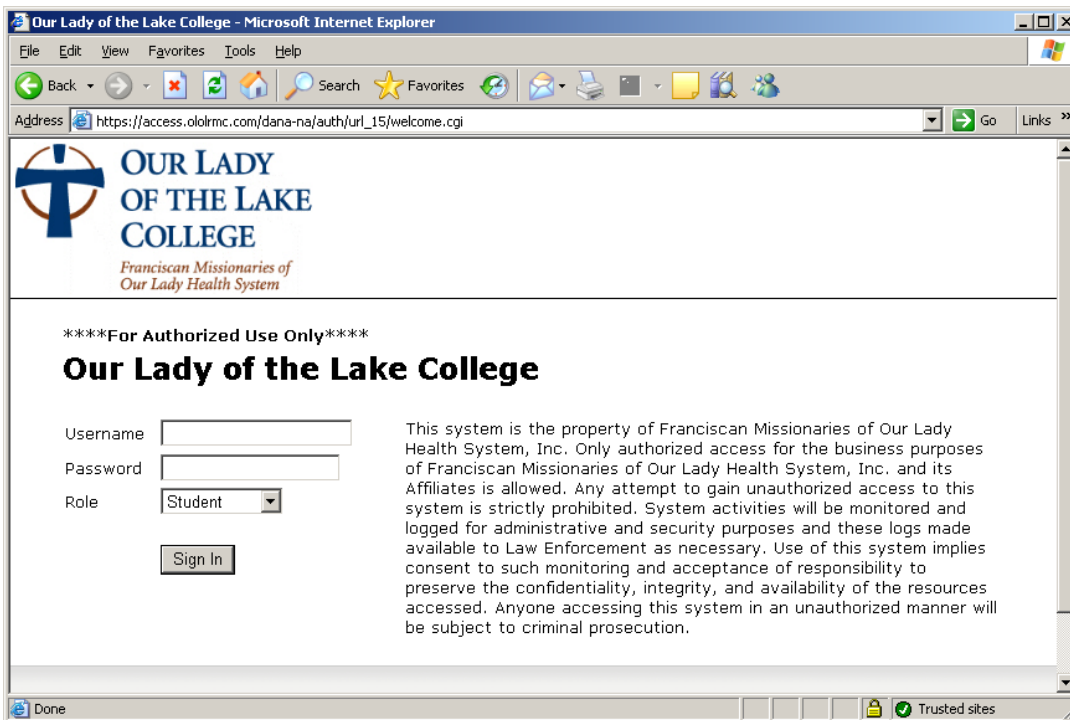 Our Lady of the Lake College - Microsoft Internet Explorer
File Edit View Favorites Tools Help
Back Search Favorites
Address https://access.ololrmc.com/dana-na/auth/url_15/welcome.cgi Go Links »
OUR LADY
OF THE LAKE
COLLEGE
Franciscan Missionaries of
Our Lady Health System
****For Authorized Use Only****
Our Lady of the Lake College
Username
Password
Role Student
Sign In
This system is the property of Franciscan Missionaries of Our Lady
Health System, Inc. Only authorized access for the business purposes
of Franciscan Missionaries of Our Lady Health System, Inc. and its
Affiliates is allowed. Any attempt to gain unauthorized access to this
system is strictly prohibited. System activities will be monitored and
logged for administrative and security purposes and these logs made
available to Law Enforcement as necessary. Use of this system implies
consent to such monitoring and acceptance of responsibility to
preserve the confidentiality, integrity, and availability of the resources
accessed. Anyone accessing this system in an unauthorized manner will
be subject to criminal prosecution.
Done Trusted sites